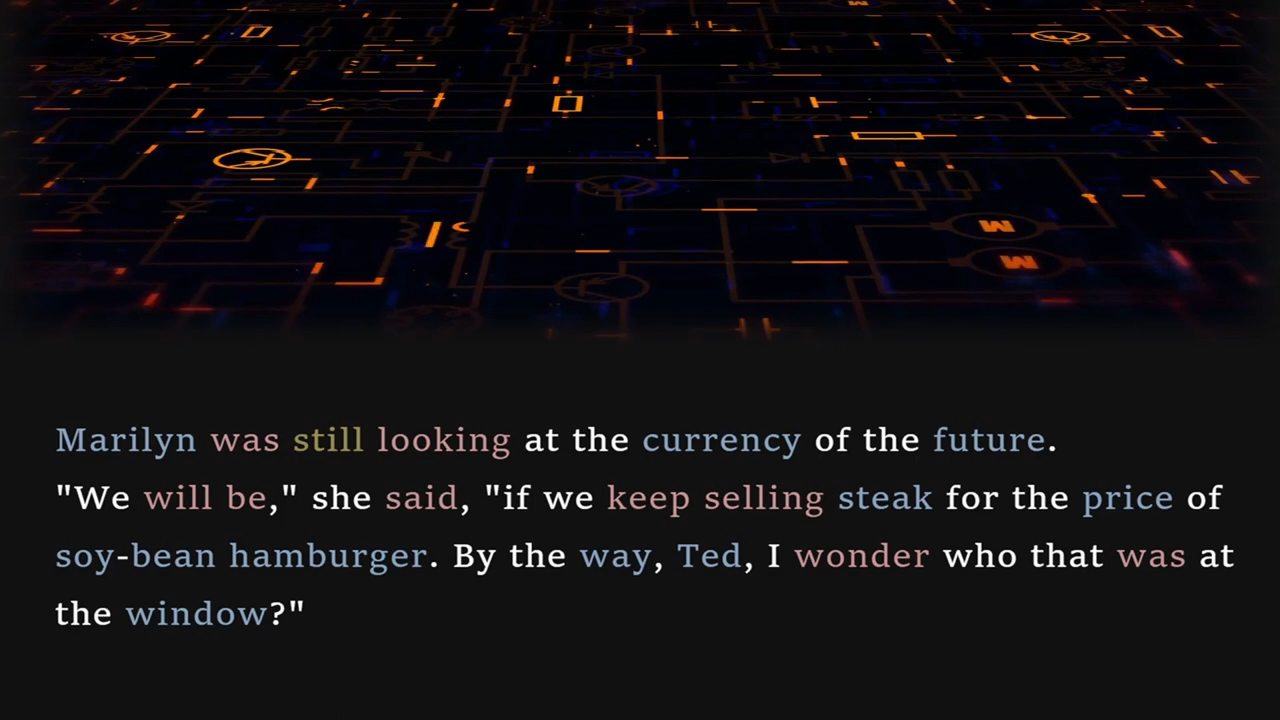 Marilyn was still looking at the currency of the future.
"We will be," she said, "if we keep selling steak for the price of
soy-bean hamburger. By the way, Ted, I wonder who that was at
the window?"